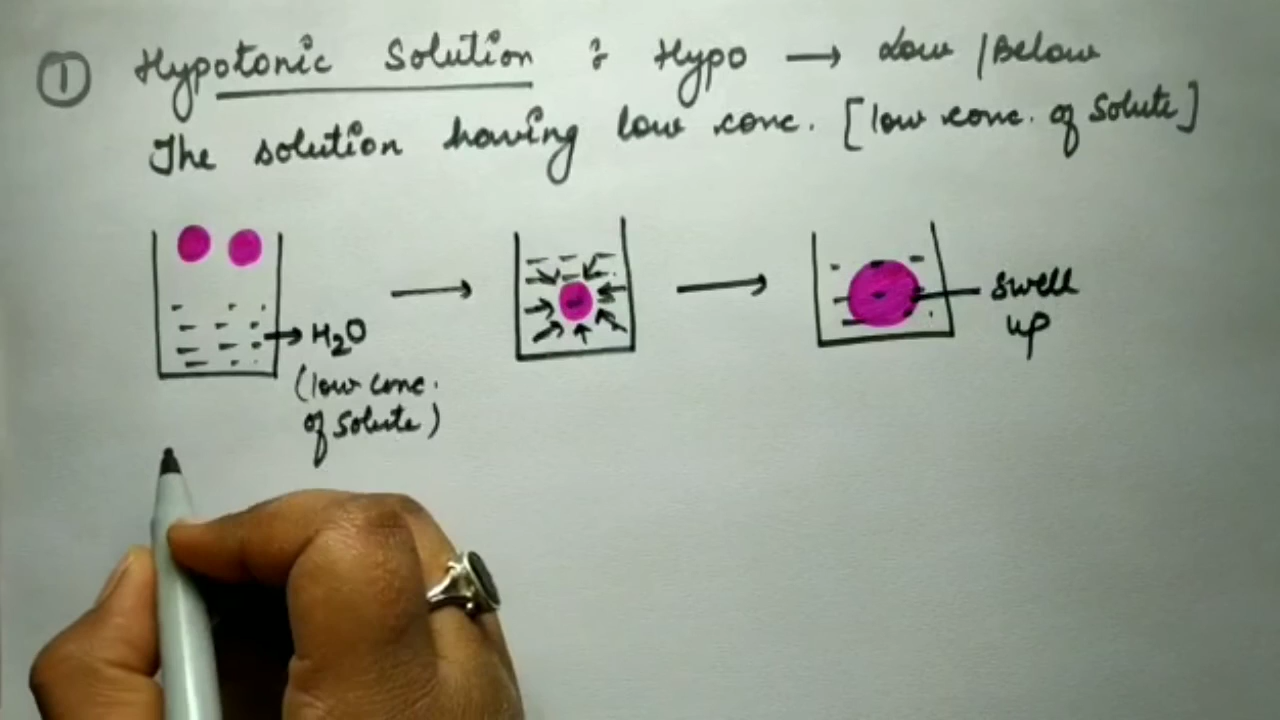 ① Hypotonic Solution : Hypo → Low / Below
The solution having low conc. [low conc. of Solute]
→ H₂O
(low conc.
of Solute)
swell
up